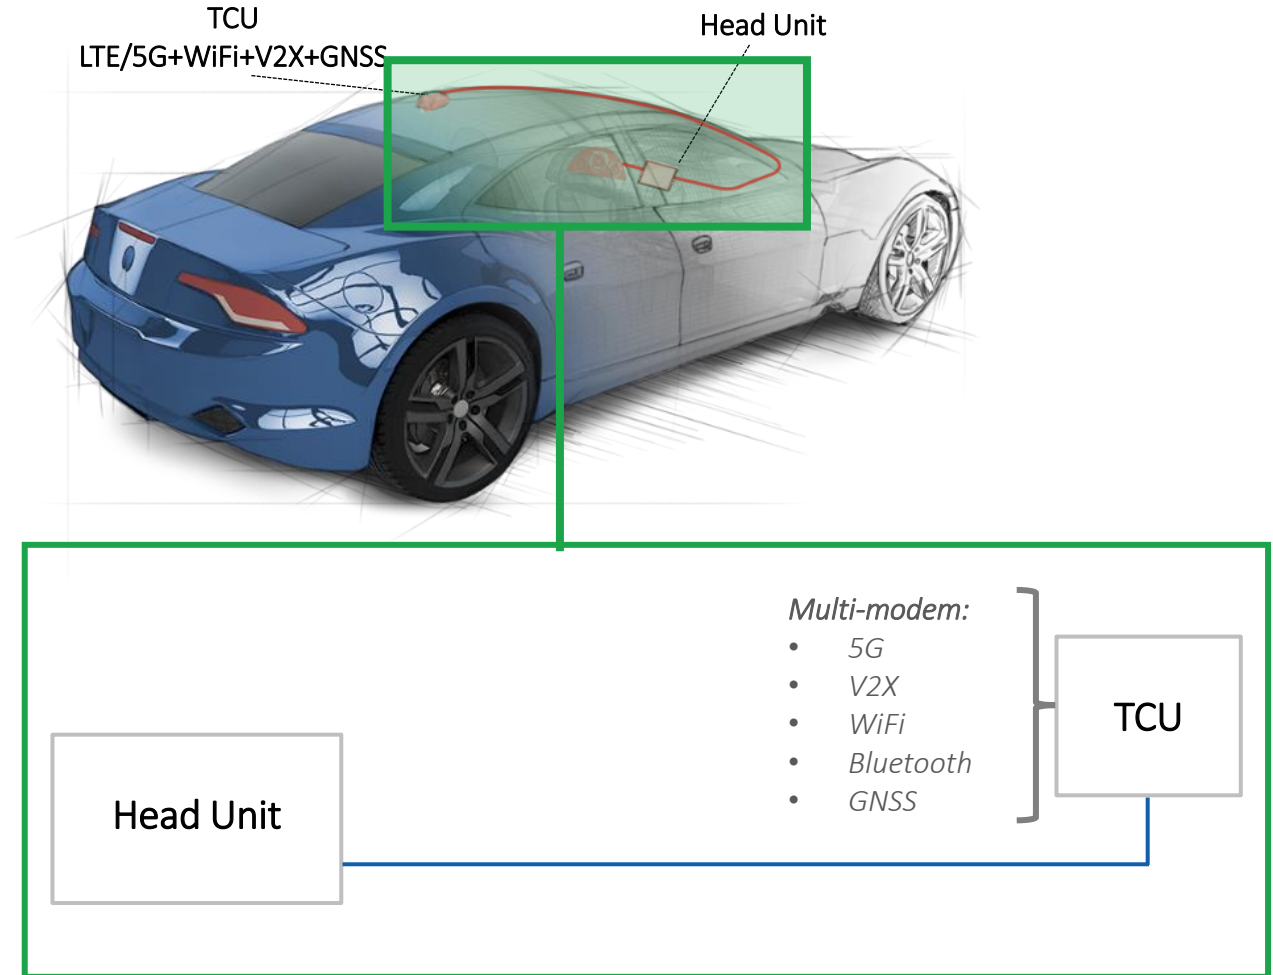 TCU
LTE/5G+WiFi+V2X+GNSS
Head Unit
Multi-modem:
• 5G
• V2X
• WiFi
• Bluetooth
• GNSS
TCU
Head Unit